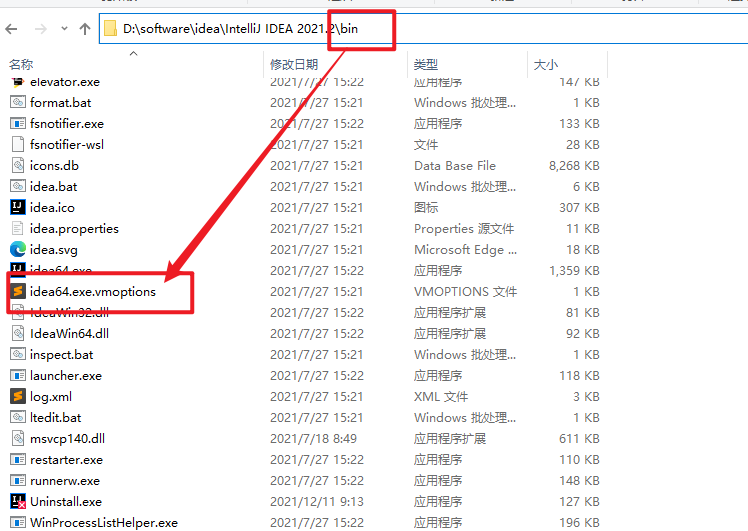 D:\software\idea\IntelliJ IDEA 2021.2\bin
名称 修改日期 类型 大小
elevator.exe 2021/7/27 15:22 应用程序 147 KB
format.bat 2021/7/27 15:21 Windows 批处理... 1 KB
fsnotifier.exe 2021/7/27 15:22 应用程序 133 KB
fsnotifier-wsl 2021/7/27 15:21 文件 28 KB
icons.db 2021/7/27 15:21 Data Base File 8,268 KB
idea.bat 2021/7/27 15:21 Windows 批处理... 6 KB
idea.ico 2021/7/27 15:21 图标 307 KB
idea.properties 2021/7/27 15:21 Properties 源文件 11 KB
idea.svg 2021/7/27 15:21 Microsoft Edge ... 18 KB
idea64.exe 2021/7/27 15:22 应用程序 1,359 KB
idea64.exe.vmoptions 2021/7/27 15:21 VMOPTIONS 文件 1 KB
IdeaWin32.dll 2021/7/27 15:22 应用程序扩展 81 KB
IdeaWin64.dll 2021/7/27 15:22 应用程序扩展 92 KB
inspect.bat 2021/7/27 15:21 Windows 批处理... 1 KB
launcher.exe 2021/7/27 15:22 应用程序 118 KB
log.xml 2021/7/27 15:21 XML 文件 3 KB
ltedit.bat 2021/7/27 15:21 Windows 批处理... 1 KB
msvcp140.dll 2021/7/18 8:49 应用程序扩展 611 KB
restarter.exe 2021/7/27 15:22 应用程序 110 KB
runnerw.exe 2021/7/27 15:22 应用程序 148 KB
Uninstall.exe 2021/12/11 9:13 应用程序 127 KB
WinProcessListHelper.exe 2021/7/27 15:22 应用程序 196 KB